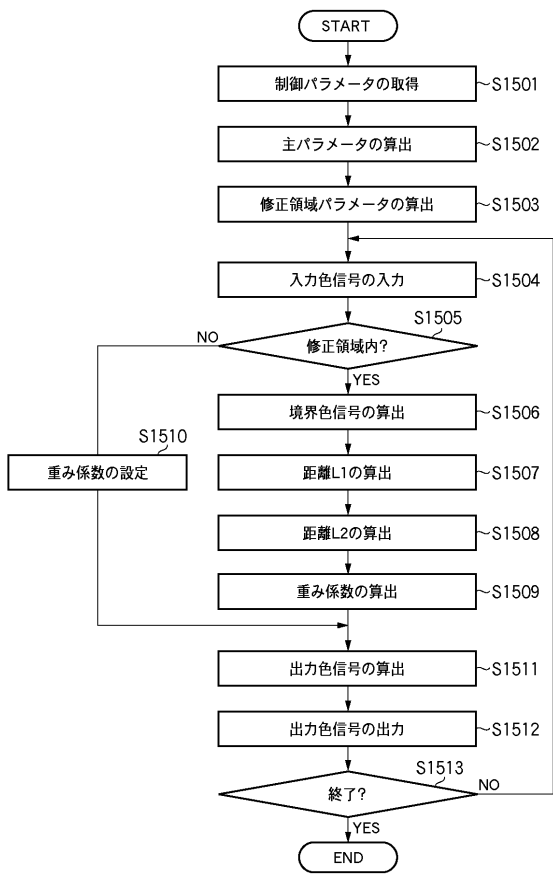 START
制御パラメータの取得
S1501
主パラメータの算出
S1502
修正領域パラメータの算出
S1503
入力色信号の入力
S1504
S1505
NO
修正領域内?
YES
境界色信号の算出
S1506
S1510
重み係数の設定
距離L1の算出
S1507
距離L2の算出
S1508
重み係数の算出
S1509
出力色信号の算出
S1511
出力色信号の出力
S1512
S1513
終了?
NO
YES
END